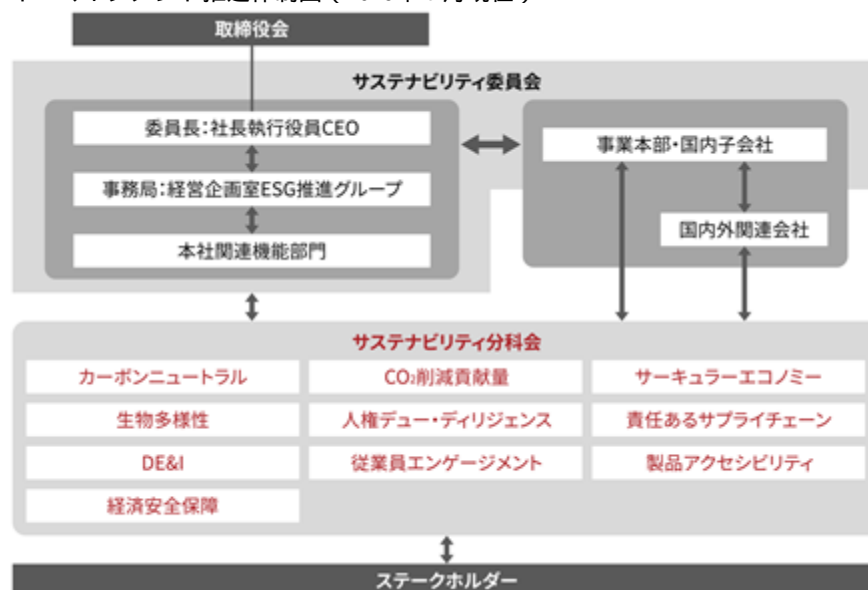 取締役会
サステナビリティ委員会
委員長：社長執行役員CEO
事務局：経営企画室ESG推進グループ
本社関連機能部門
事業本部・国内子会社
国内外関連会社
サステナビリティ分科会
カーボンニュートラル
CO₂削減貢献量
サーキュラーエコノミー
生物多様性
人権デュー・ディリジェンス
責任あるサプライチェーン
DE&I
従業員エンゲージメント
製品アクセシビリティ
経済安全保障
ステークホルダー